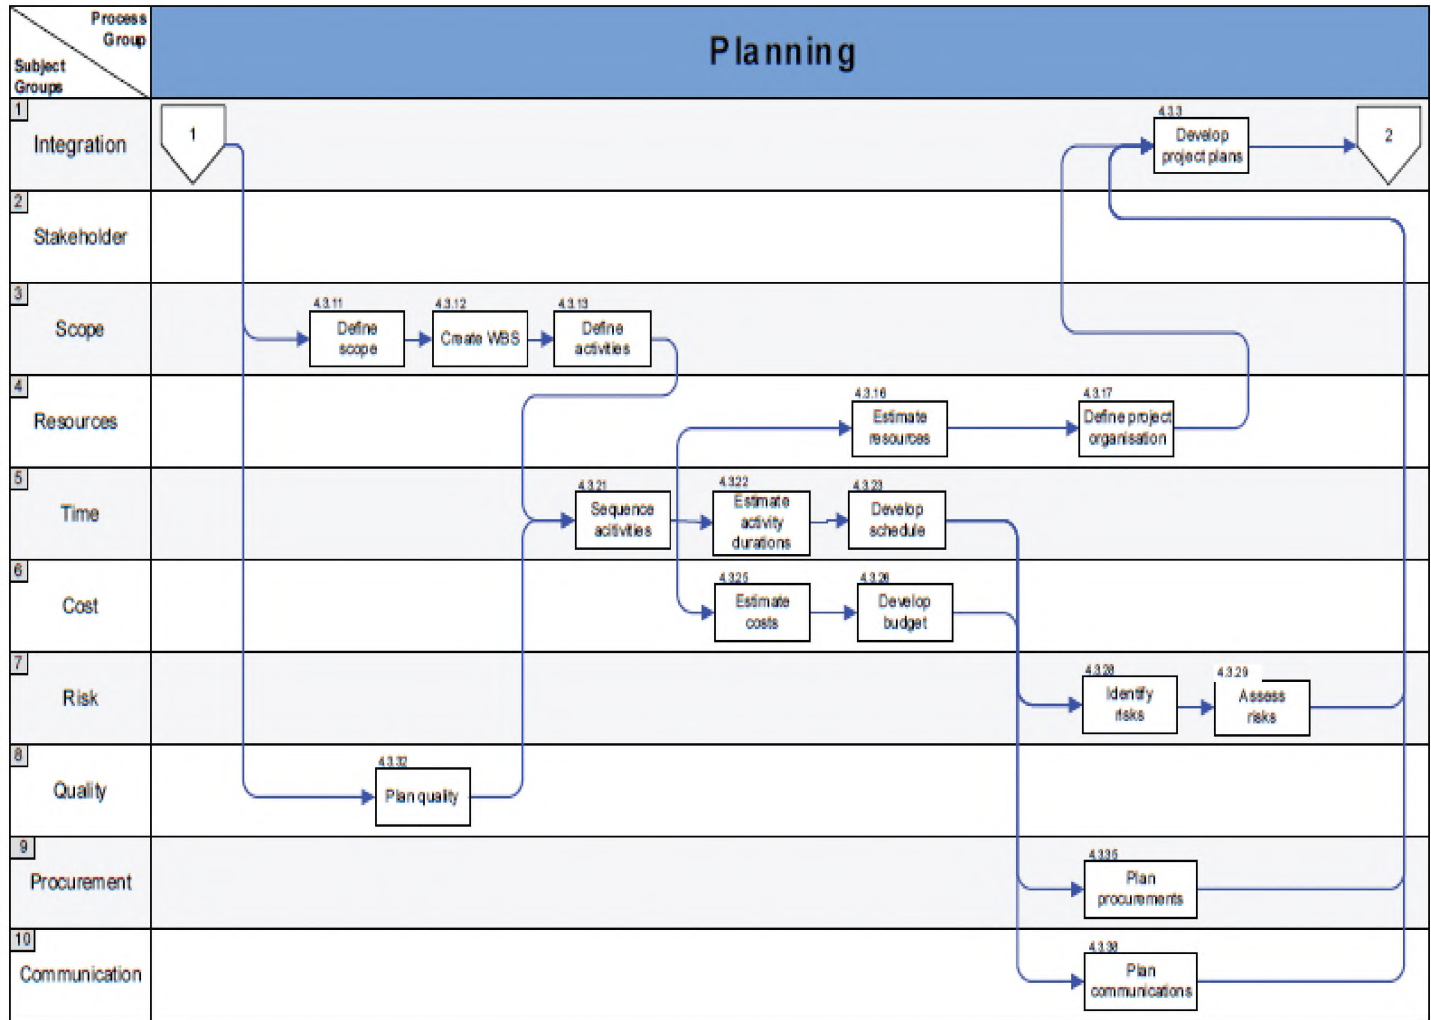 Process
Group
Subject
Groups
Planning
1
Integration
1
4.3.3
Develop
project plans
2
2
Stakeholder
3
Scope
4.3.11
Define
scope
4.3.12
Create WBS
4.3.13
Define
activities
4
Resources
4.3.16
Estimate
resources
4.3.17
Define project
organisation
5
Time
4.3.21
Sequence
acitivities
4.3.22
Estimate
activity
durations
4.3.23
Develop
schedule
6
Cost
4.3.25
Estimate
costs
4.3.26
Develop
budget
7
Risk
4.3.28
Identify
risks
4.3.29
Assess
risks
8
Quality
4.3.32
Plan quality
9
Procurement
4.3.35
Plan
procurements
10
Communication
4.3.38
Plan
communications